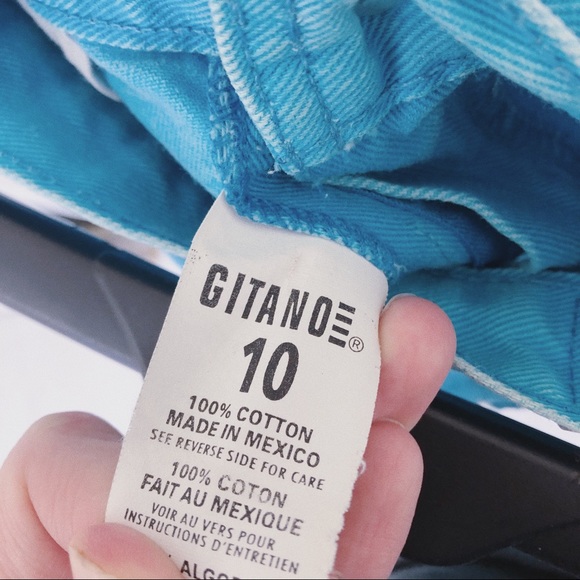 GITANO®
10
100% COTTON
MADE IN MEXICO
SEE REVERSE SIDE FOR CARE
100% COTON
FAIT AU MEXIQUE
VOIR AU VERS POUR
INSTRUCTIONS D'ENTRETIEN